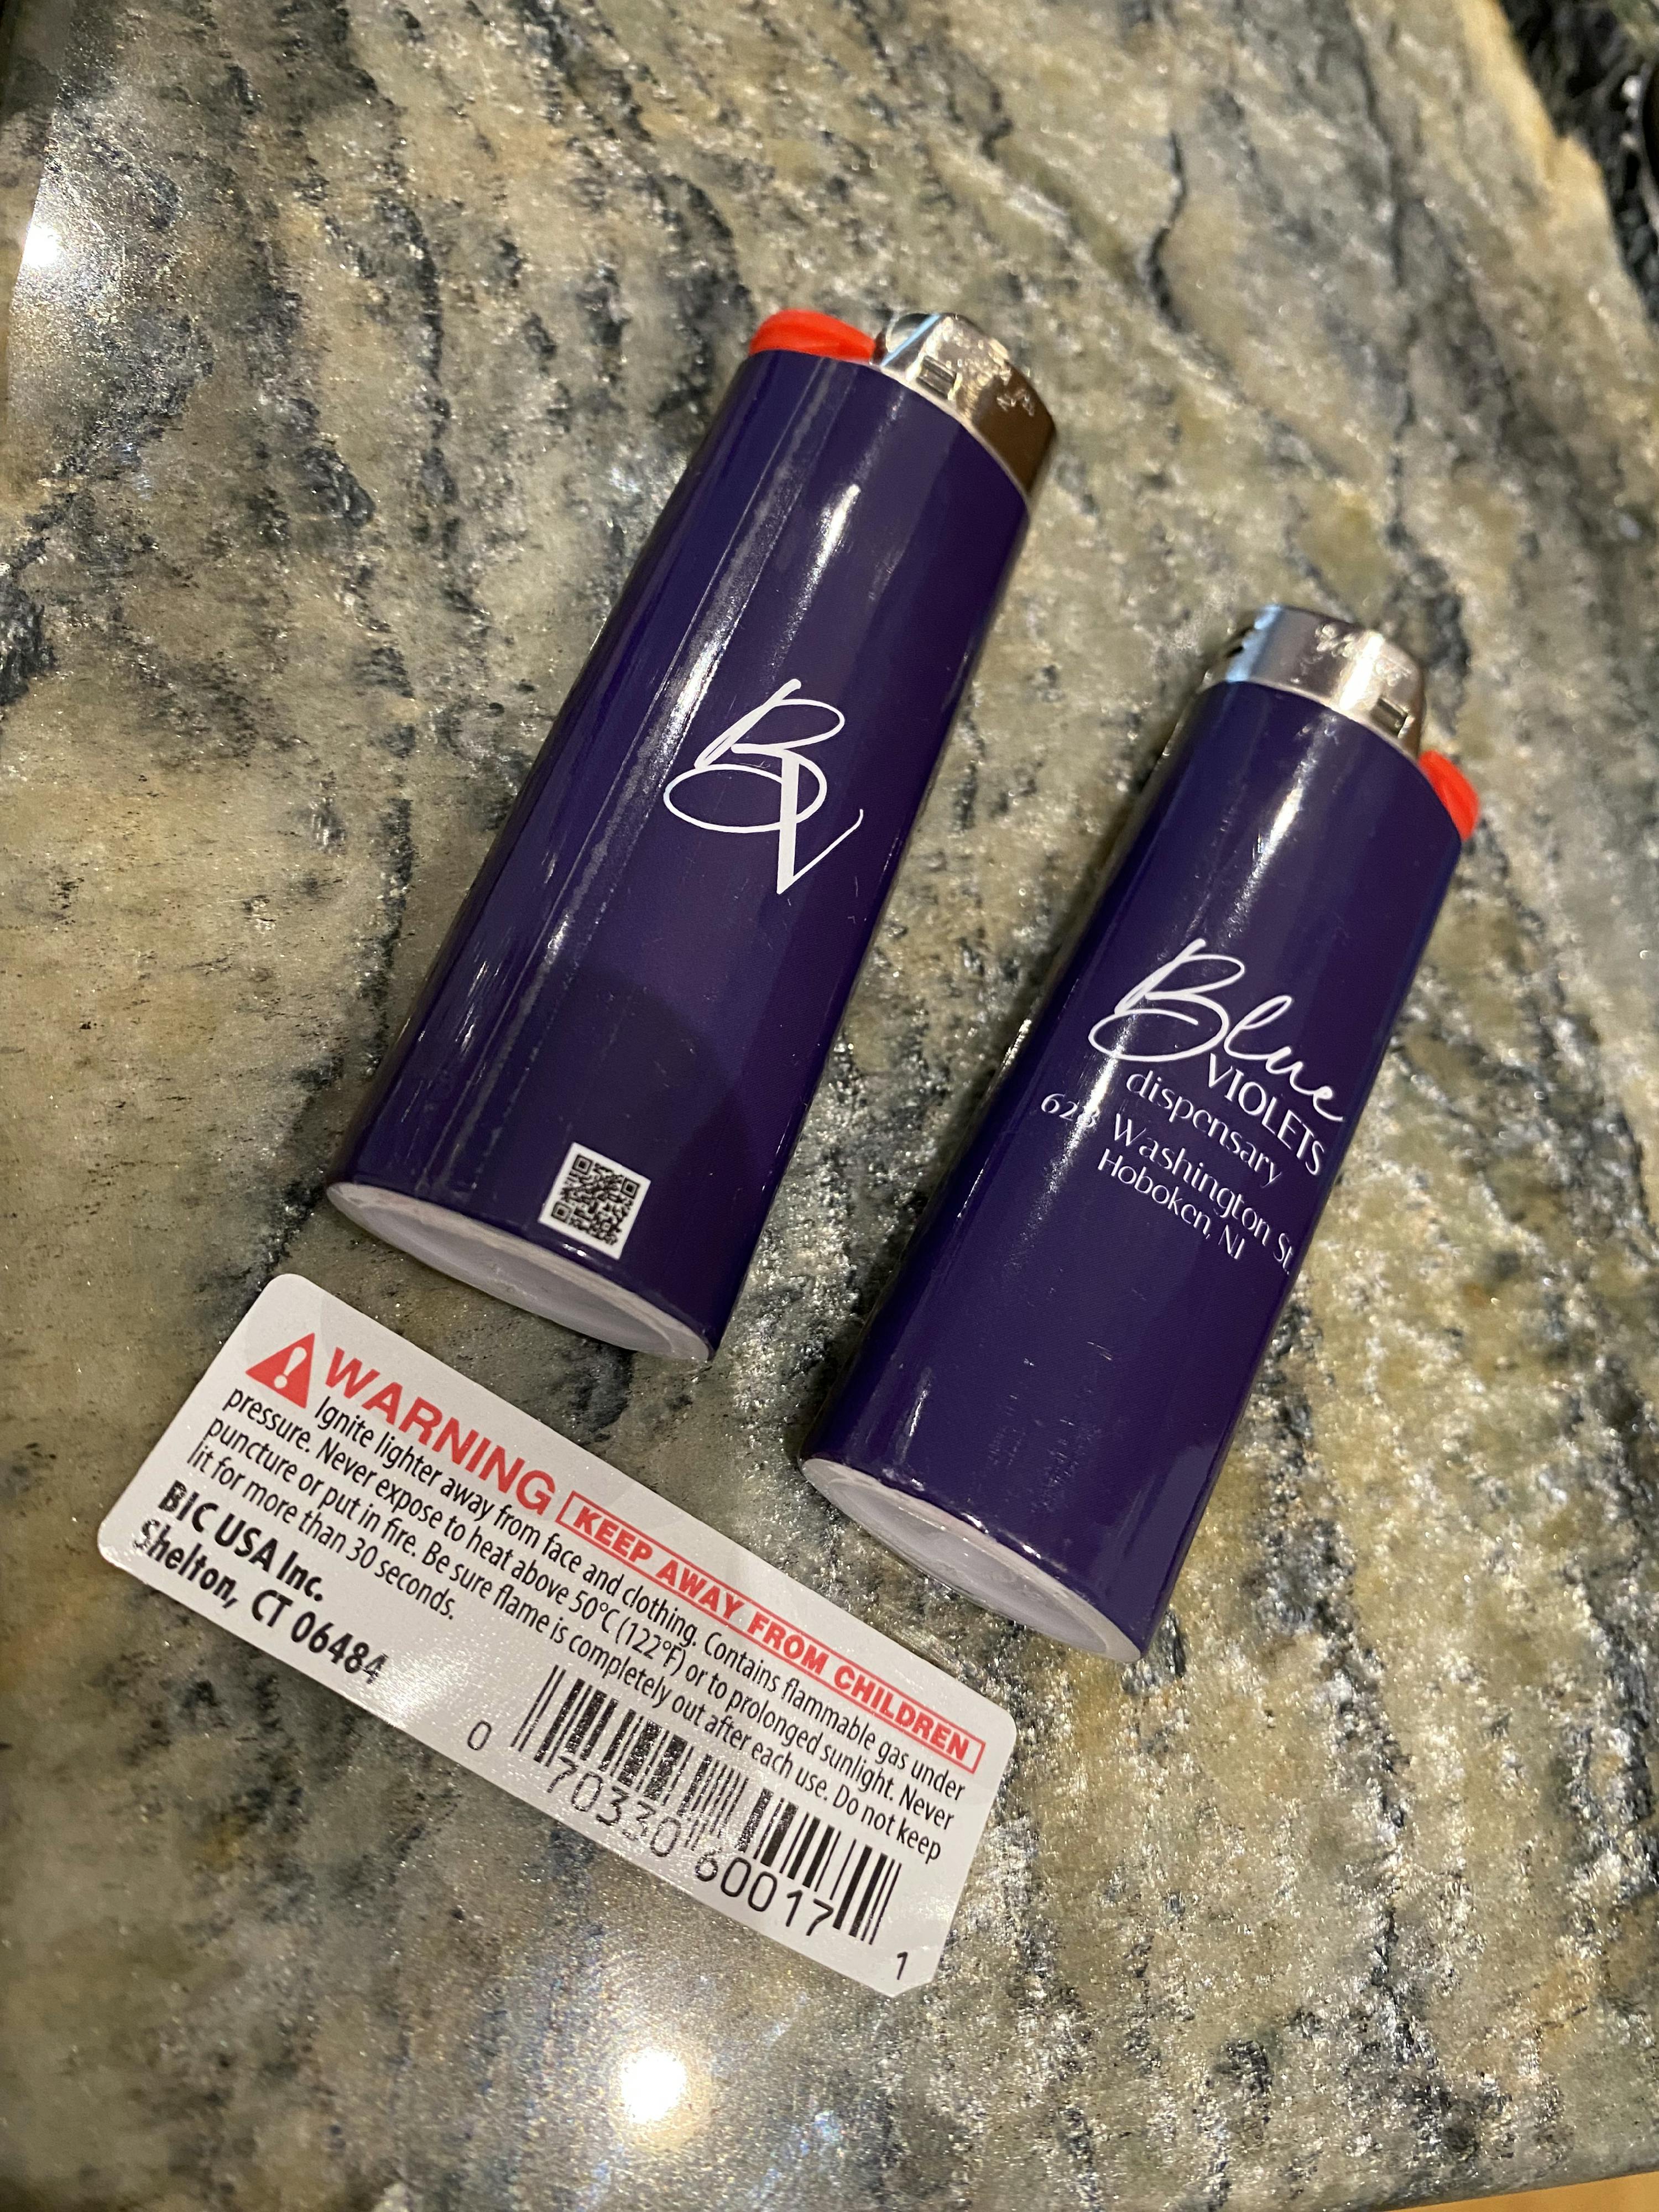 BV
Blue
VIOLETS
dispensary
Washington St.
Hoboken, NJ
WARNING KEEP AWAY FROM CHILDREN
Ignite lighter away from face and clothing. Contains flammable gas under
pressure. Never expose to heat above 50°C (122°F) or to prolonged sunlight. Never
puncture or put in fire. Be sure flame is completely out after each use. Do not keep
lit for more than 30 seconds.
BIC USA Inc.
Shelton, CT 06484
0 70330 60017 1